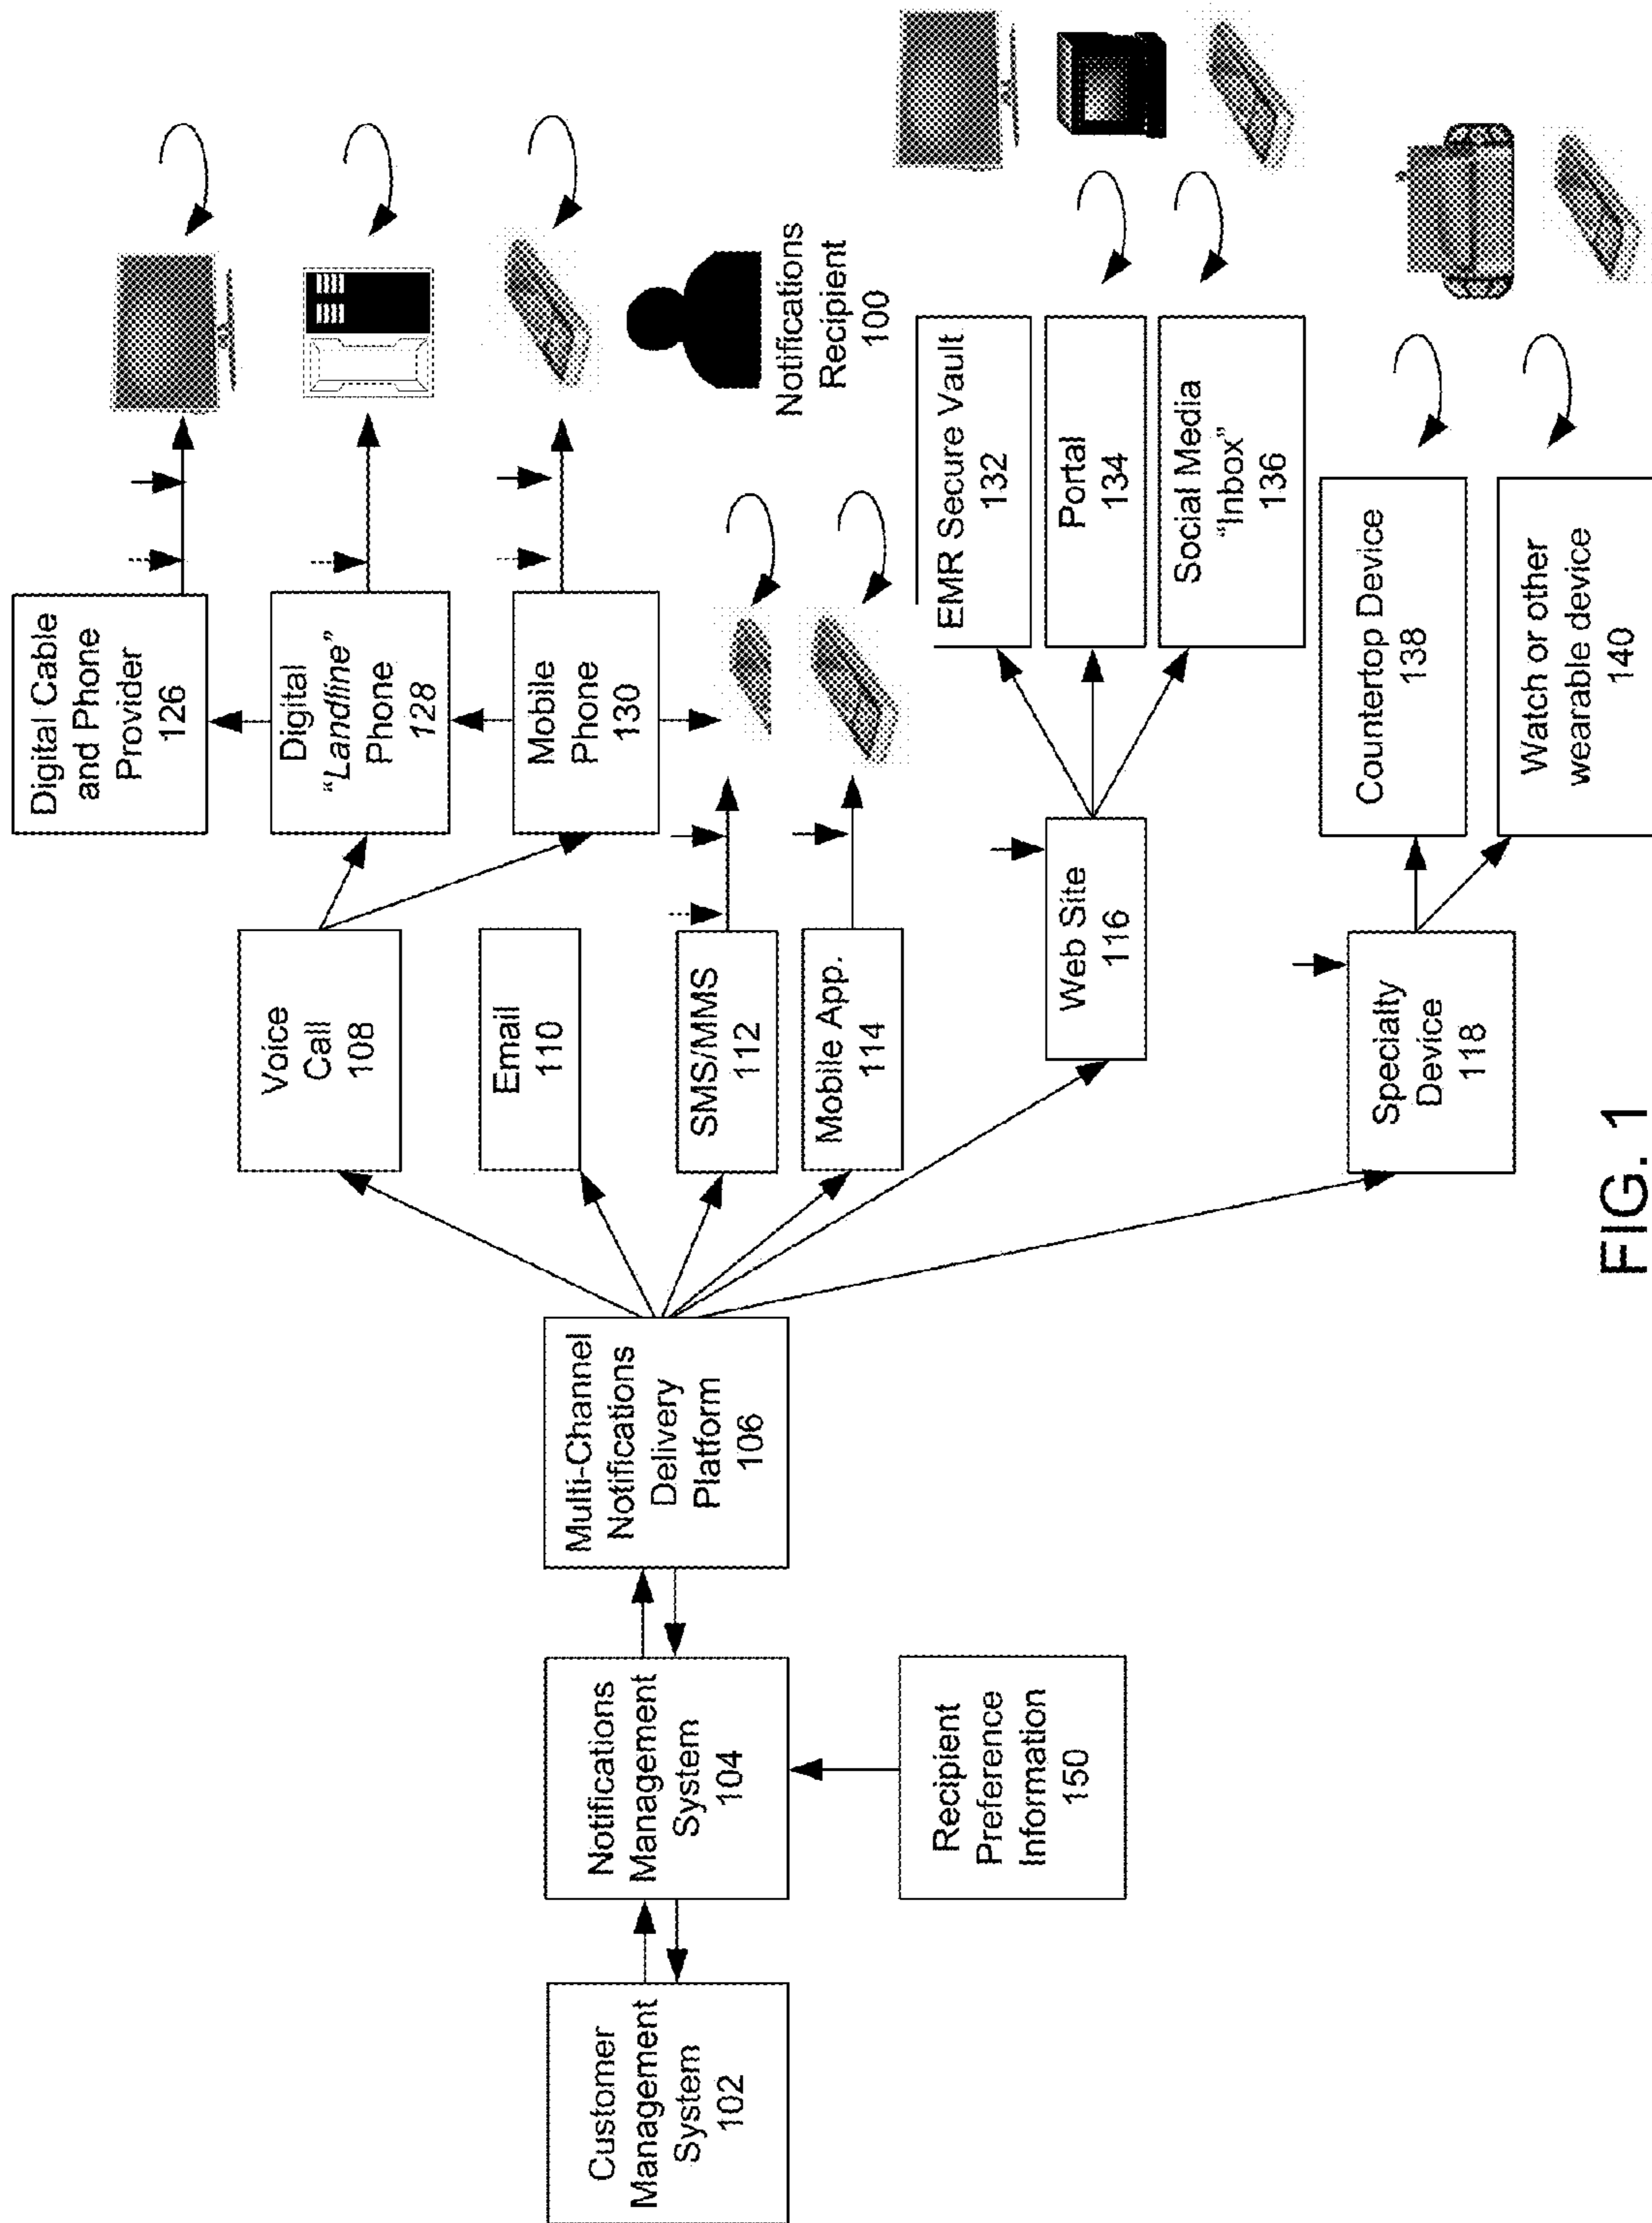 Customer
Management
System
102
Notifications
Management
System
104
Recipient
Preference
Information
150
Multi-Channel
Notifications
Delivery
Platform
106
Voice
Call
108
Email
110
SMS/MMS
112
Mobile App.
114
Web Site
116
Specialty
Device
118
Digital Cable
and Phone
Provider
126
Digital
“Landline”
Phone
128
Mobile
Phone
130
Notifications
Recipient
100
EMR Secure Vault
132
Portal
134
Social Media
“Inbox”
136
Countertop Device
138
Watch or other
wearable device
140
FIG. 1